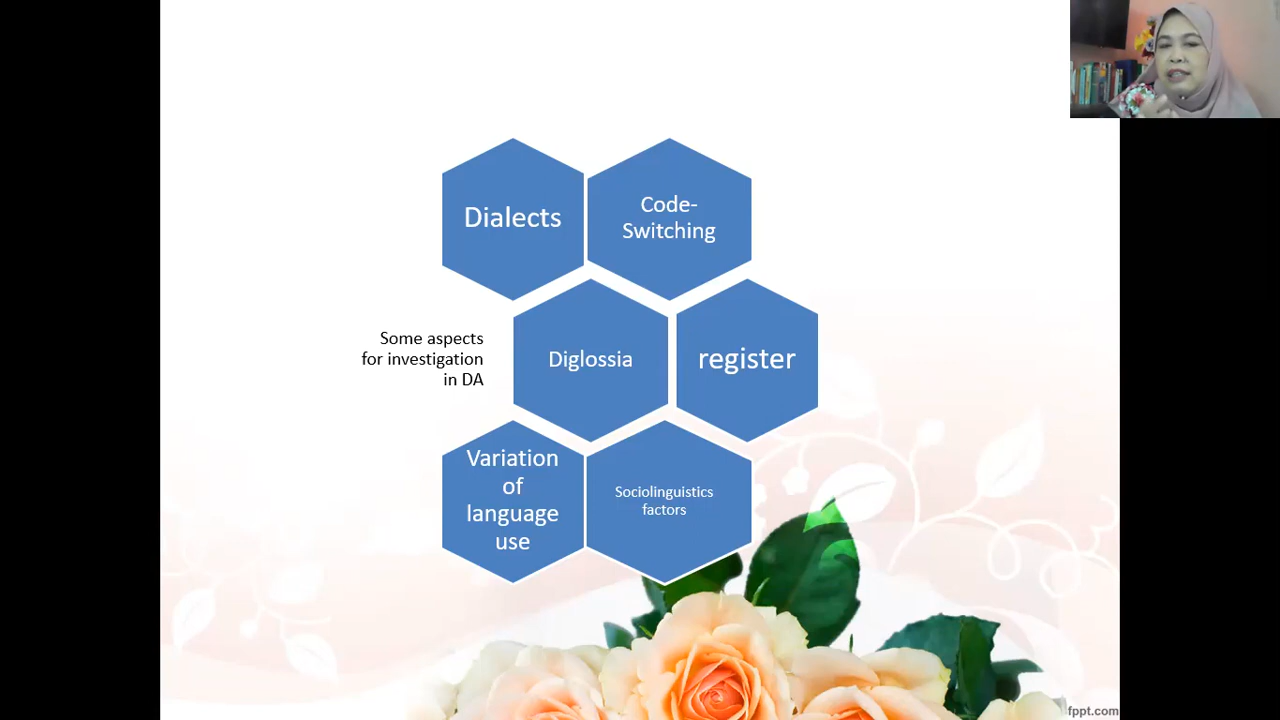 Dialects
Code-
Switching
Some aspects
for investigation
in DA
Diglossia
register
Variation
of
language
use
Sociolinguistics
factors
fppt.com